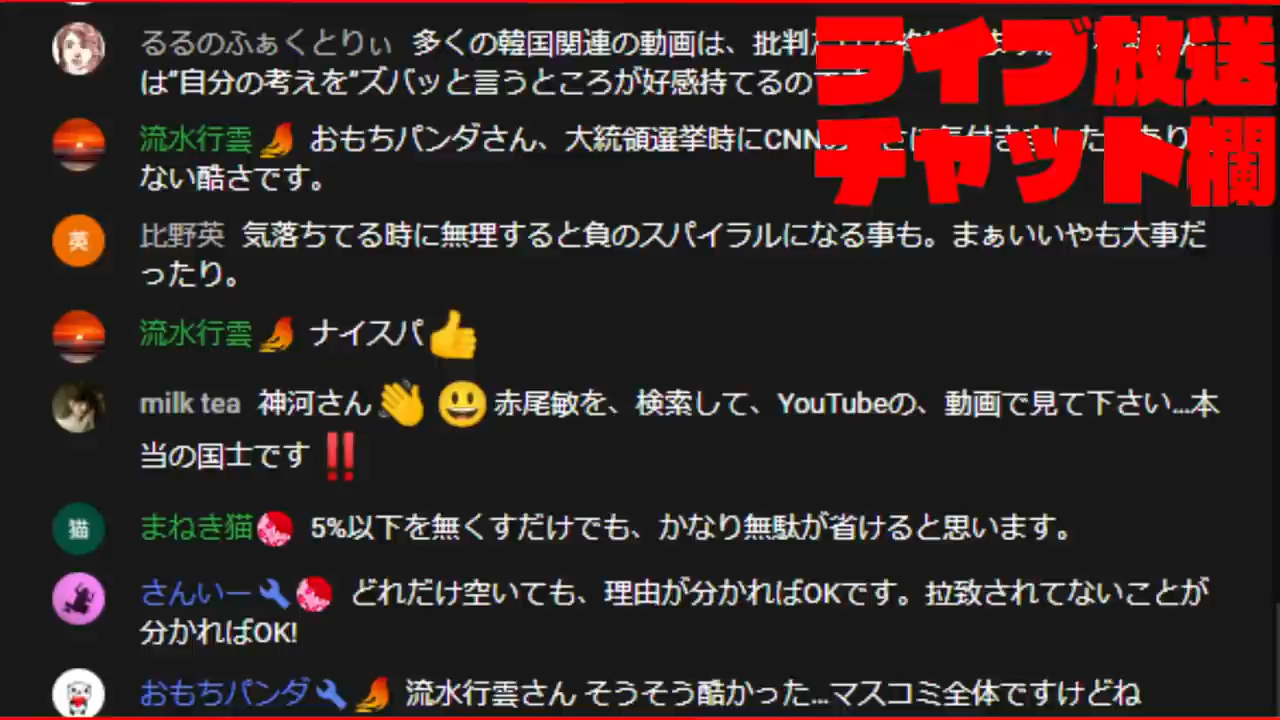 るるのふぁくとりぃ 多くの韓国関連の動画は、批判
は"自分の考えを"ズバッと言うところが好感持てるので
ライブ放送
チャット欄
流水行雲 おもちパンダさん、大統領選挙時にCNN
ない酷さです。
英
比野英 気落ちてる時に無理すると負のスパイラルになる事も。まぁいいやも大事だ
ったり。
流水行雲 ナイスパ👍
milk tea 神河さん👋😃赤尾敏を、検索して、YouTubeの、動画で見て下さい...本
当の国士です‼️
猫
まねき猫 5%以下を無くすだけでも、かなり無駄が省けると思います。
さんいー どれだけ空いても、理由が分かればOKです。拉致されてないことが
分かればOK!
おもちパンダ 流水行雲さん そうそう酷かった...マスコミ全体ですけどね